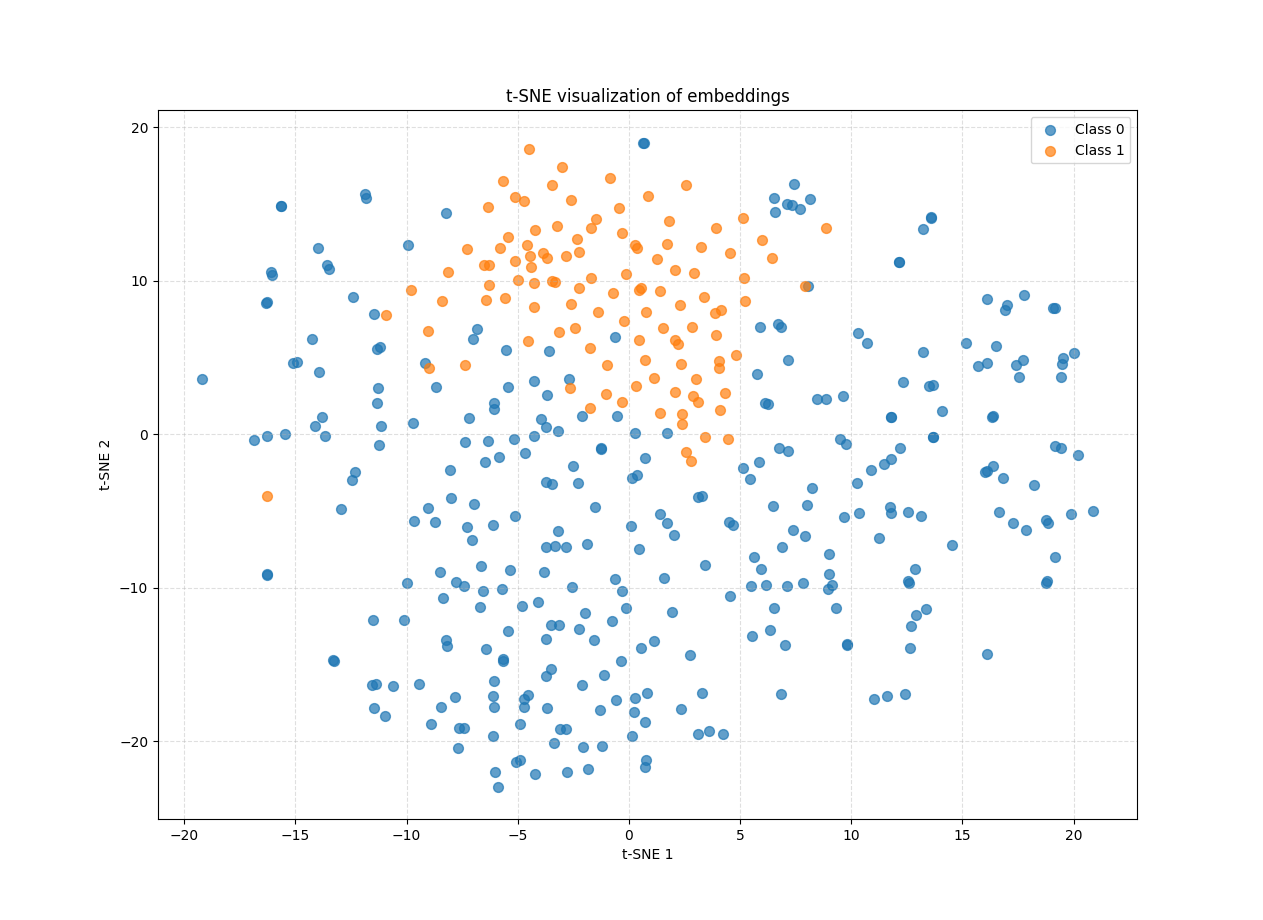 t-SNE visualization of embeddings
Class 0
Class 1
20
10
0
−10
−20
t-SNE 2
−20 −15 −10 −5 0 5 10 15 20
t-SNE 1